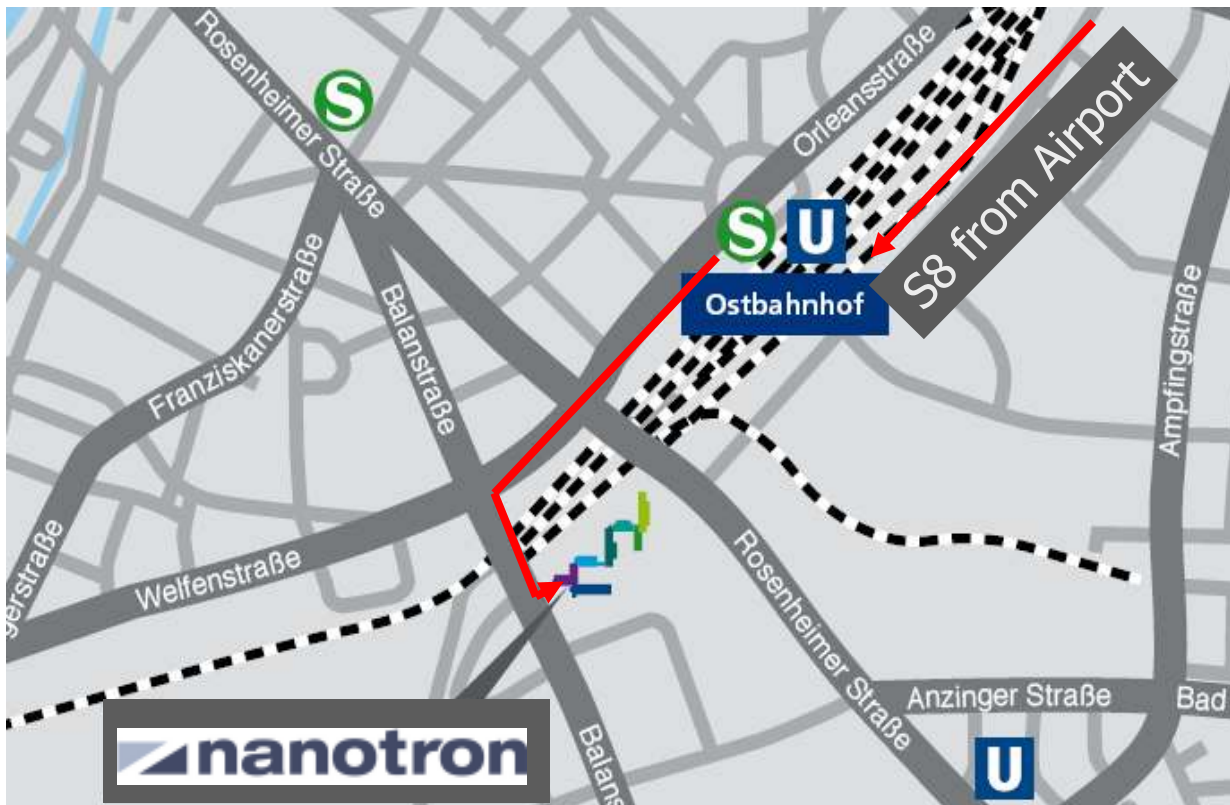 Rosenheimer Straße
S
Orleansstraße
S8 from Airport
S
U
Ostbahnhof
Franziskanerstraße
Balanstraße
Ampfingstraße
Welfenstraße
gerstraße
Rosenheimer Straße
Anzinger Straße
Bad
nanotron
Balans
U